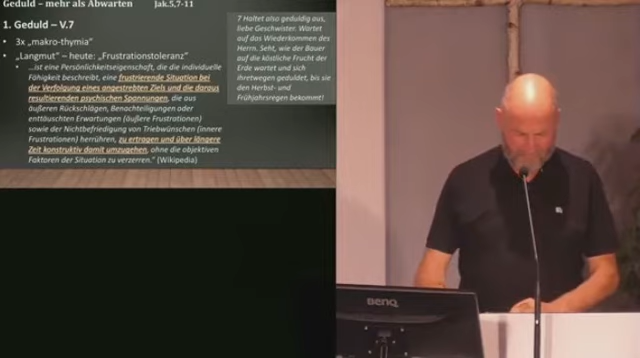 Geduld – mehr als Abwarten Jak.5,7-11
1. Geduld – V.7
• 3x „makro-thymia“
• „Langmut“ – heute: „Frustrationstoleranz“
• „...ist eine Persönlichkeitseigenschaft, die die individuelle
Fähigkeit beschreibt, eine frustrierende Situation bei
der Verfolgung eines angestrebten Ziels und die daraus
resultierenden psychischen Spannungen, die aus
äußeren Rückschlägen, Benachteiligungen oder
enttäuschten Erwartungen (äußere Frustrationen)
sowie der Nichtbefriedigung von Triebwünschen (innere
Frustrationen) herrühren, zu ertragen und über längere
Zeit konstruktiv damit umzugehen, ohne die objektiven
Faktoren der Situation zu verzerren.“ (Wikipedia)
7 Haltet also geduldig aus,
liebe Geschwister. Wartet
auf das Wiederkommen des
Herrn. Seht, wie der Bauer
auf die köstliche Frucht der
Erde wartet und sich
ihretwegen geduldet, bis sie
den Herbst- und
Frühjahrsregen bekommt!
BENQ